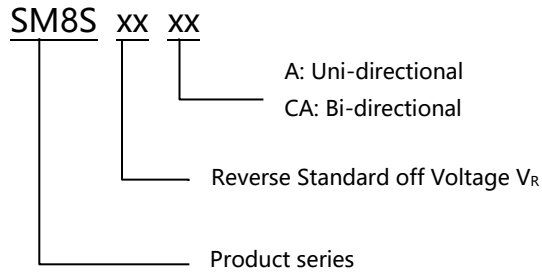 SM8S xx xx
A: Uni-directional
CA: Bi-directional
Reverse Standard off Voltage VR
Product series